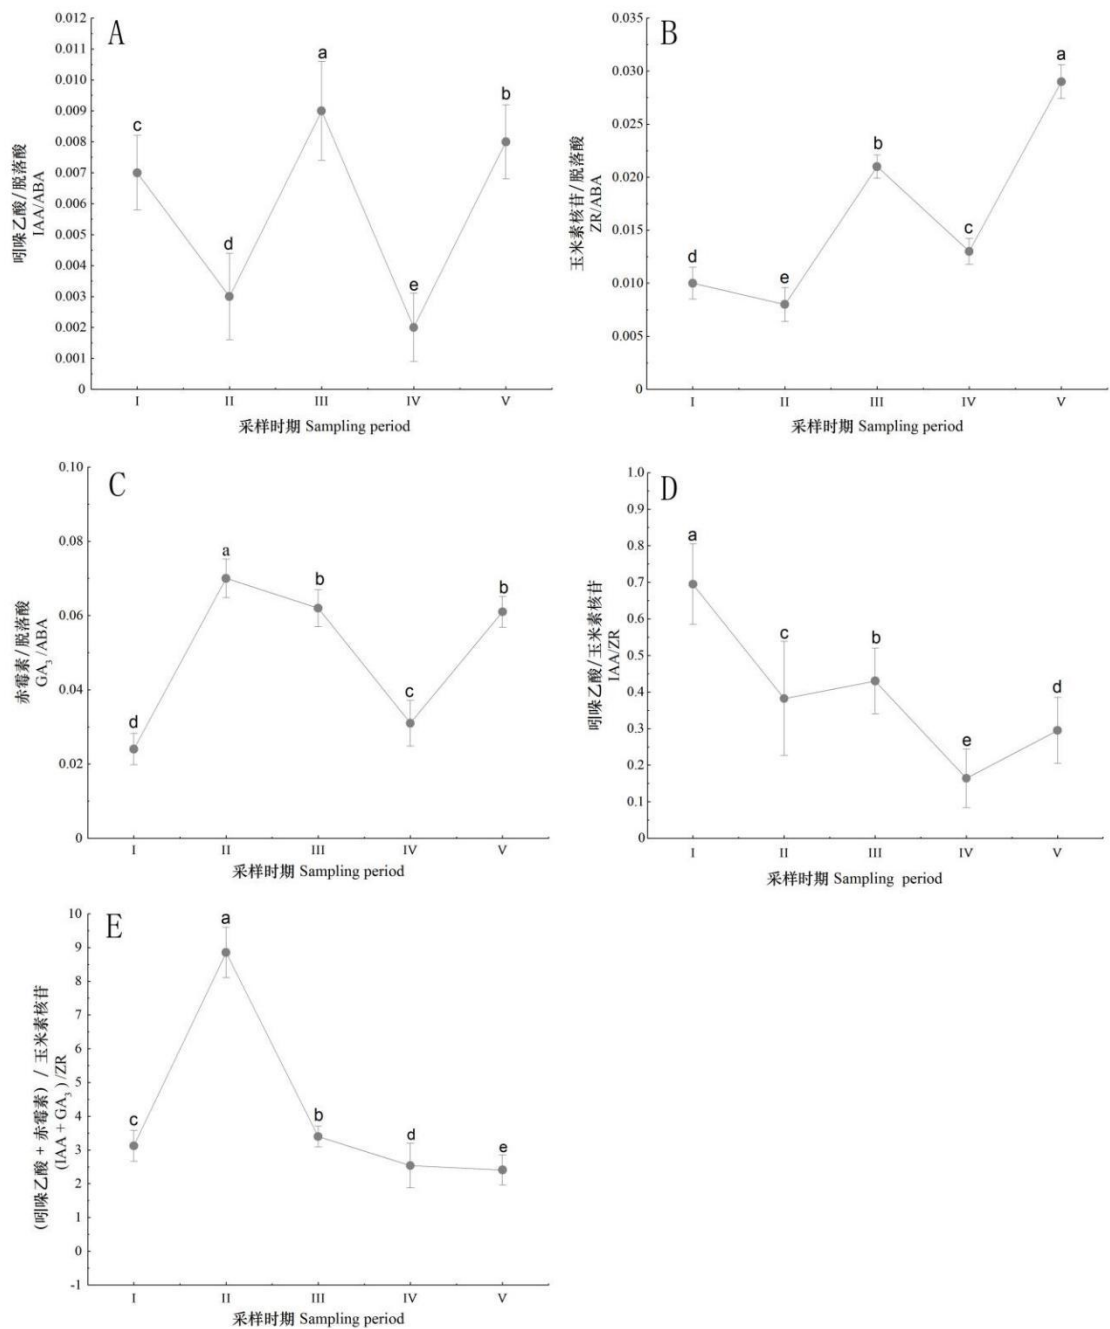 A
0.012
0.011
0.010
0.009
0.008
0.007
0.006
0.005
0.004
0.003
0.002
0.001
0
吲哚乙酸/脱落酸
IAA/ABA
c
d
a
e
b
I II III IV V
采样时期 Sampling period
B
0.035
0.030
0.025
0.020
0.015
0.010
0.005
0
玉米素核苷/脱落酸
ZR/ABA
d
e
b
c
a
I II III IV V
采样时期 Sampling period
C
0.10
0.08
0.06
0.04
0.02
0
赤霉素/脱落酸
GA₃/ABA
d
a
b
c
b
I II III IV V
采样时期 Sampling period
D
1.0
0.9
0.8
0.7
0.6
0.5
0.4
0.3
0.2
0.1
0
吲哚乙酸/玉米素核苷
IAA/ZR
a
c
b
e
d
I II III IV V
采样时期 Sampling period
E
10
9
8
7
6
5
4
3
2
1
0
-1
(吲哚乙酸 + 赤霉素) / 玉米素核苷
(IAA + GA₃) /ZR
c
a
b
d
e
I II III IV V
采样时期 Sampling period